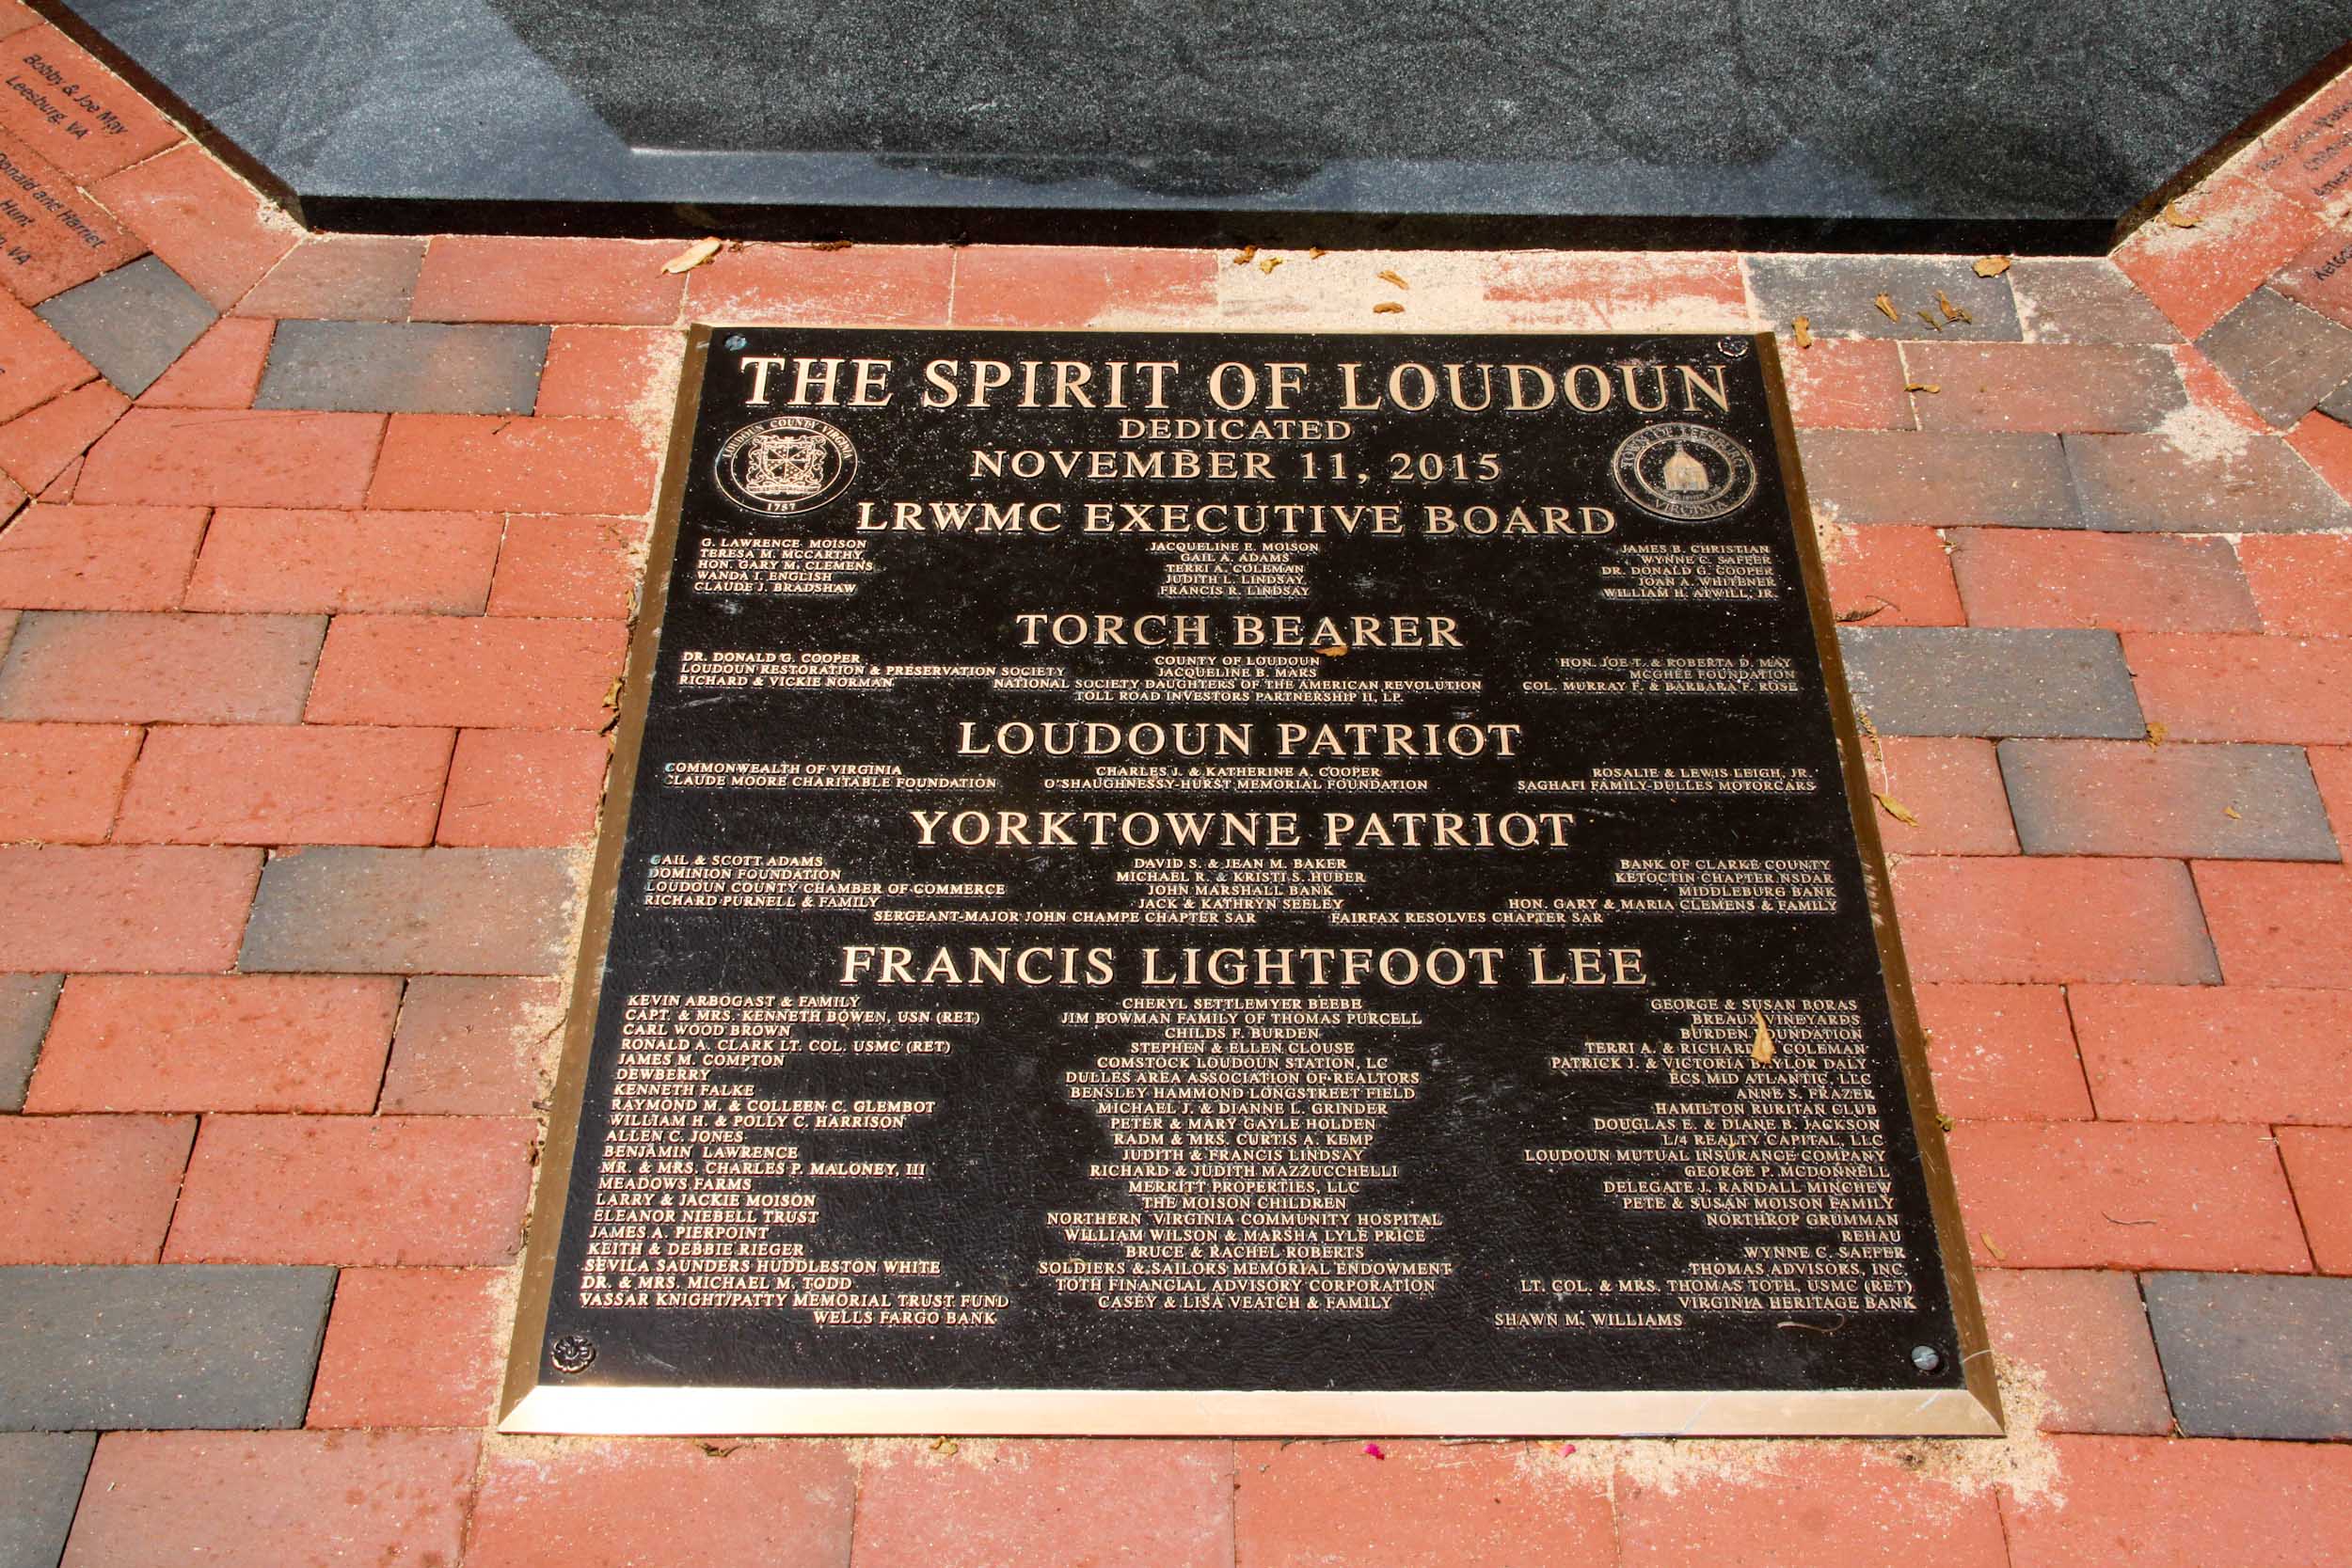 Bobby & Joe May
Leesburg, VA
Donald and Harriet
Hunt
VA
THE SPIRIT OF LOUDOUN
DEDICATED
NOVEMBER 11, 2015
LOUDOUN COUNTY VIRGINIA
1757
TOWN OF LEESBURG
VIRGINIA
LRWMC EXECUTIVE BOARD
G. LAWRENCE MOISON
TERESA M. MCCARTHY
HON. GARY M. CLEMENS
WANDA I. ENGLISH
CLAUDE J. BRADSHAW
JACQUELINE E. MOISON
GAIL A. ADAMS
TERRI A. COLEMAN
JUDITH L. LINDSAY
FRANCIS R. LINDSAY
JAMES B. CHRISTIAN
WYNNE C. SAFFER
DR. DONALD G. COOPER
JOAN A. WHITENER
WILLIAM H. ATWILL, JR.
TORCH BEARER
DR. DONALD G. COOPER
LOUDOUN RESTORATION & PRESERVATION SOCIETY
RICHARD & VICKIE NORMAN
COUNTY OF LOUDOUN
JACQUELINE B. MARS
NATIONAL SOCIETY DAUGHTERS OF THE AMERICAN REVOLUTION
TOLL ROAD INVESTORS PARTNERSHIP II, LP
HON. JOE T. & ROBERTA D. MAY
MCGHEE FOUNDATION
COL. MURRAY F. & BARBARA F. ROSE
LOUDOUN PATRIOT
COMMONWEALTH OF VIRGINIA
CLAUDE MOORE CHARITABLE FOUNDATION
CHARLES J. & KATHERINE A. COOPER
O'SHAUGHNESSY-HURST MEMORIAL FOUNDATION
ROSALIE & LEWIS LEIGH, JR.
SAGHAFI FAMILY-DULLES MOTORCARS
YORKTOWNE PATRIOT
GAIL & SCOTT ADAMS
DOMINION FOUNDATION
LOUDOUN COUNTY CHAMBER OF COMMERCE
RICHARD PURNELL & FAMILY
DAVID S. & JEAN M. BAKER
MICHAEL R. & KRISTI S. HUBER
JOHN MARSHALL BANK
JACK & KATHRYN SEELEY
BANK OF CLARKE COUNTY
KETOCTIN CHAPTER NSDAR
MIDDLEBURG BANK
HON. GARY & MARIA CLEMENS & FAMILY
SERGEANT-MAJOR JOHN CHAMPE CHAPTER SAR
FAIRFAX RESOLVES CHAPTER SAR
FRANCIS LIGHTFOOT LEE
KEVIN ARBOGAST & FAMILY
CAPT. & MRS. KENNETH BOWEN, USN (RET)
CARL WOOD BROWN
RONALD A. CLARK LT. COL. USMC (RET)
JAMES M. COMPTON
DEWBERRY
KENNETH FALKE
RAYMOND M. & COLLEEN C. GLEMBOT
WILLIAM H. & POLLY C. HARRISON
ALLEN C. JONES
BENJAMIN LAWRENCE
MR. & MRS. CHARLES P. MALONEY, III
MEADOWS FARMS
LARRY & JACKIE MOISON
ELEANOR NIEBELL TRUST
JAMES A. PIERPOINT
KEITH & DEBBIE RIEGER
SEVILA SAUNDERS HUDDLESTON WHITE
DR. & MRS. MICHAEL M. TODD
VASSAR KNIGHT/PATTY MEMORIAL TRUST FUND
WELLS FARGO BANK
CHERYL SETTLEMYER BEEBE
JIM BOWMAN FAMILY OF THOMAS PURCELL
CHILDS F. BURDEN
STEPHEN & ELLEN CLOUSE
COMSTOCK LOUDOUN STATION, LC
DULLES AREA ASSOCIATION OF REALTORS
BENSLEY HAMMOND LONGSTREET FIELD
MICHAEL J. & DIANNE L. GRINDER
PETER & MARY GAYLE HOLDEN
RADM & MRS. CURTIS A. KEMP
JUDITH & FRANCIS LINDSAY
RICHARD & JUDITH MAZZUCCHELLI
MERRITT PROPERTIES, LLC
THE MOISON CHILDREN
NORTHERN VIRGINIA COMMUNITY HOSPITAL
WILLIAM WILSON & MARSHA LYLE PRICE
BRUCE & RACHEL ROBERTS
SOLDIERS & SAILORS MEMORIAL ENDOWMENT
TOTH FINANCIAL ADVISORY CORPORATION
CASEY & LISA VEATCH & FAMILY
GEORGE & SUSAN BORAS
BREAUX VINEYARDS
BURDEN FOUNDATION
TERRI A. & RICHARD COLEMAN
PATRICK J. & VICTORIA BAYLOR DALY
ECS MID ATLANTIC, LLC
ANNE S. FRAZER
HAMILTON RURITAN CLUB
DOUGLAS E. & DIANE B. JACKSON
L/4 REALTY CAPITAL, LLC
LOUDOUN MUTUAL INSURANCE COMPANY
GEORGE P. MCDONNELL
DELEGATE J. RANDALL MINCHEW
PETE & SUSAN MOISON FAMILY
NORTHROP GRUMMAN
REHAU
WYNNE C. SAFFER
THOMAS ADVISORS, INC.
LT. COL. & MRS. THOMAS TOTH, USMC (RET)
VIRGINIA HERITAGE BANK
SHAWN M. WILLIAMS